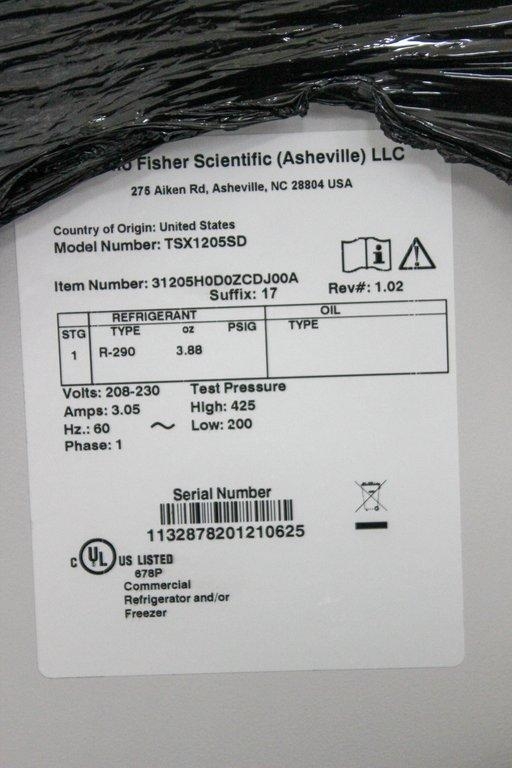 Fisher Scientific (Asheville) LLC
275 Aiken Rd, Asheville, NC 28804 USA
Country of Origin: United States
Model Number: TSX1205SD
Item Number: 31205H0D0ZCDJ00A
Suffix: 17
Rev#: 1.02
REFRIGERANT OIL
STG TYPE oz PSIG TYPE
1 R-290 3.88
Volts: 208-230 Test Pressure
Amps: 3.05 High: 425
Hz.: 60 ~ Low: 200
Phase: 1
Serial Number
1132878201210625
C UL US LISTED
678P
Commercial
Refrigerator and/or
Freezer